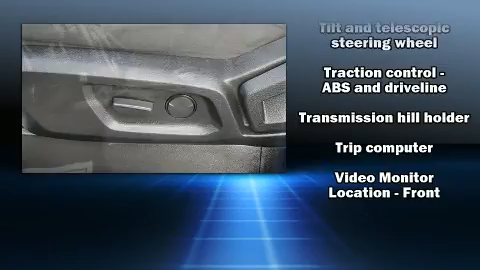 Tilt and telescopic
steering wheel
Traction control -
ABS and driveline
Transmission hill holder
Trip computer
Video Monitor
Location - Front